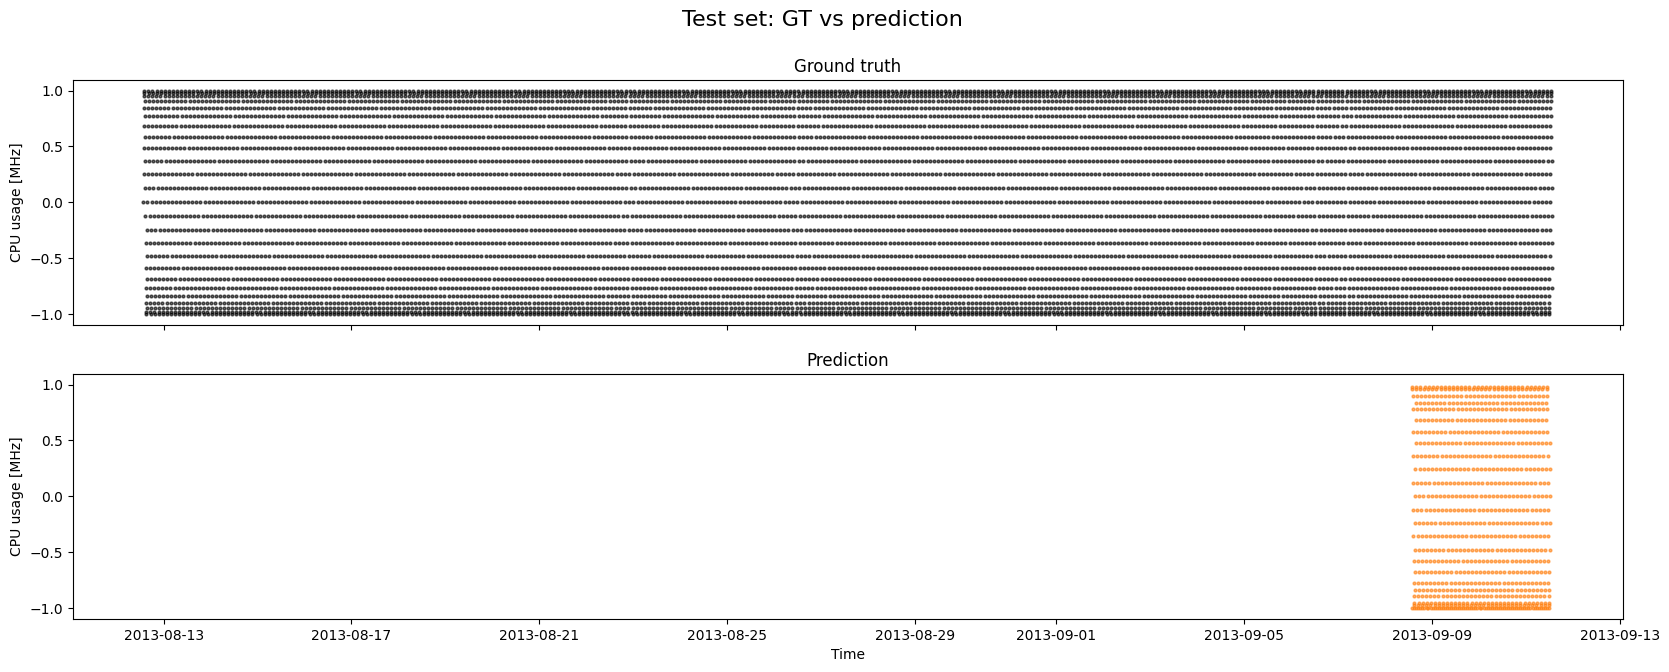 Test set: GT vs prediction
Ground truth
CPU usage [MHz]
1.0
0.5
0.0
−0.5
−1.0
Prediction
CPU usage [MHz]
1.0
0.5
0.0
−0.5
−1.0
2013-08-13 2013-08-17 2013-08-21 2013-08-25 2013-08-29 2013-09-01 2013-09-05 2013-09-09 2013-09-13
Time